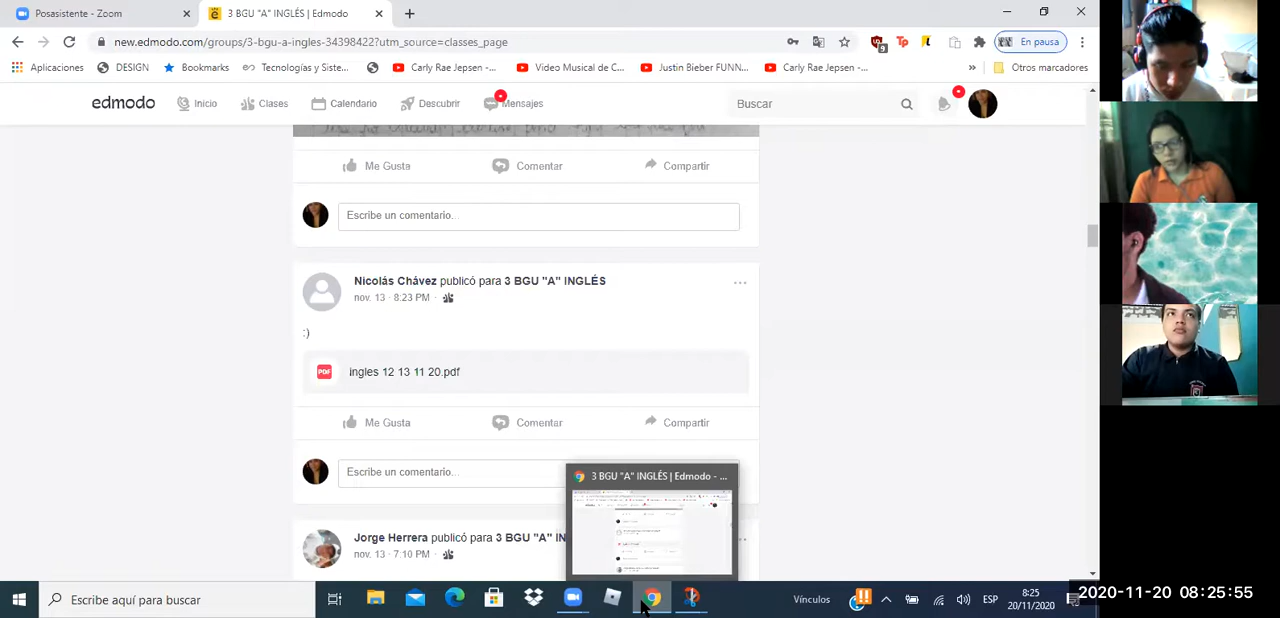 Posasistente - Zoom
3 BGU "A" INGLÉS | Edmodo
new.edmodo.com/groups/3-bgu-a-ingles-34398422?utm_source=classes_page
9
En pausa
Aplicaciones
DESIGN
Bookmarks
Tecnologías y Siste...
Carly Rae Jepsen -...
Video Musical de C...
Justin Bieber FUNN...
Carly Rae Jepsen -...
»
Otros marcadores
edmodo
Inicio
Clases
Calendario
Descubrir
Mensajes
Buscar
Me Gusta
Comentar
Compartir
Escribe un comentario...
Nicolás Chávez publicó para 3 BGU "A" INGLÉS
nov. 13 · 8:23 PM ·
:)
PDF
ingles 12 13 11 20.pdf
Me Gusta
Comentar
Compartir
Escribe un comentario...
3 BGU "A" INGLÉS | Edmodo - ...
Jorge Herrera publicó para 3 BGU "A" IN
nov. 13 · 7:10 PM ·
Escribe aquí para buscar
Vínculos
ESP
8:25
20/11/2020
2020-11-20 08:25:55